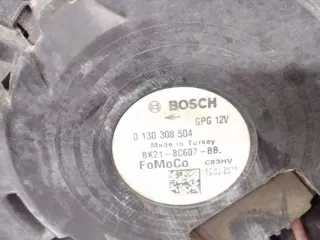 BOSCH
GPG 12V
0 130 308 504
Made in Turkey
BK21-8C607-BB.
FoMoCo C83HV